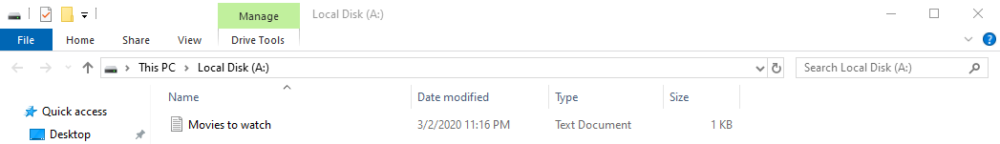 Manage Local Disk (A:)
File Home Share View Drive Tools
This PC Local Disk (A:) Search Local Disk (A:)
Name Date modified Type Size
Quick access
Movies to watch 3/2/2020 11:16 PM Text Document 1 KB
Desktop